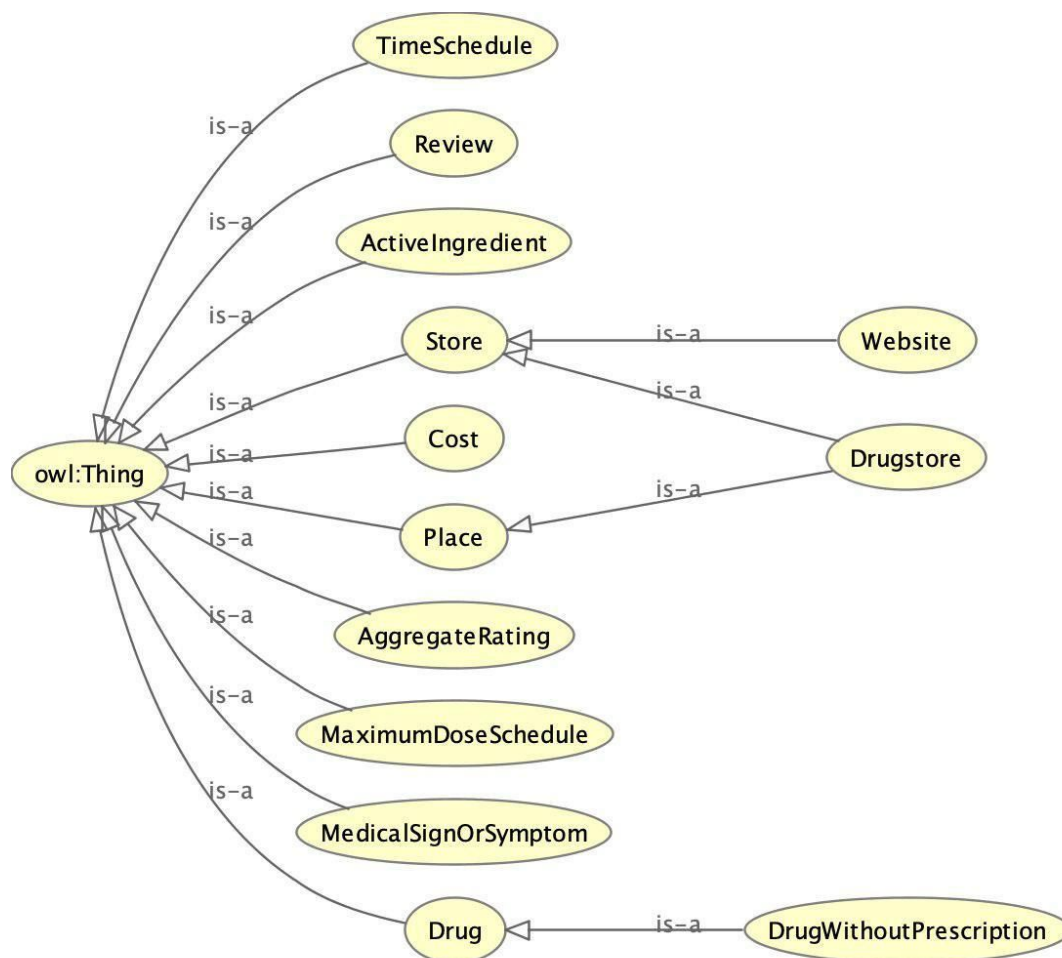 TimeSchedule
is-a
Review
is-a
ActiveIngredient
is-a
Store
is-a
Website
is-a
is-a
Cost
is-a
Drugstore
owl:Thing
is-a
is-a
Place
is-a
AggregateRating
is-a
MaximumDoseSchedule
is-a
MedicalSignOrSymptom
is-a
Drug
is-a
DrugWithoutPrescription